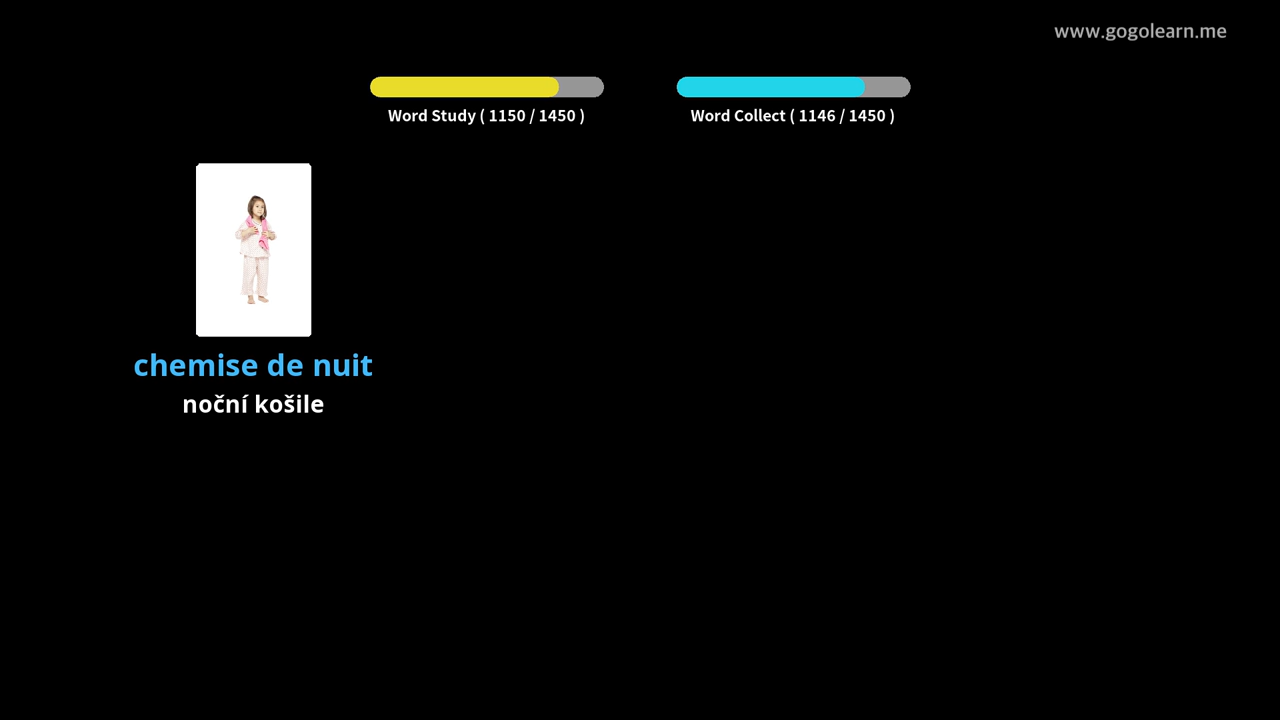 www.gogolearn.me
Word Study ( 1150 / 1450 )
Word Collect ( 1146 / 1450 )
chemise de nuit
noční košile